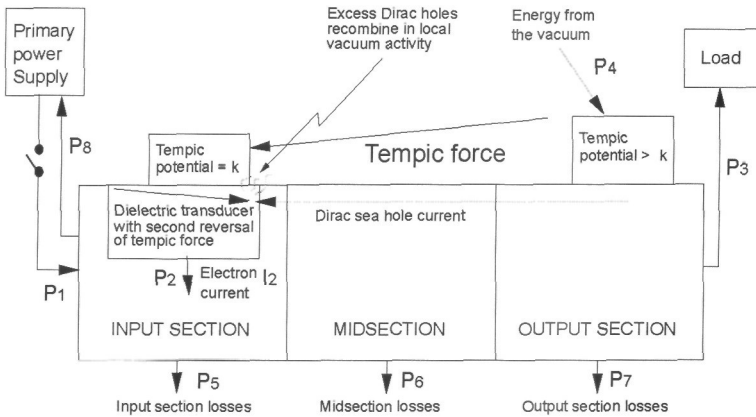 Primary
power
Supply
Excess Dirac holes
recombine in local
vacuum activity
Energy from
the vacuum
Load
P4
P8
Tempic
potential = k
Tempic force
Tempic
potential > k
P3
Dielectric transducer
with second reversal
of tempic force
Dirac sea hole current
P1
P2 Electron I2
current
INPUT SECTION
MIDSECTION
OUTPUT SECTION
P5
P6
P7
Input section losses
Midsection losses
Output section losses